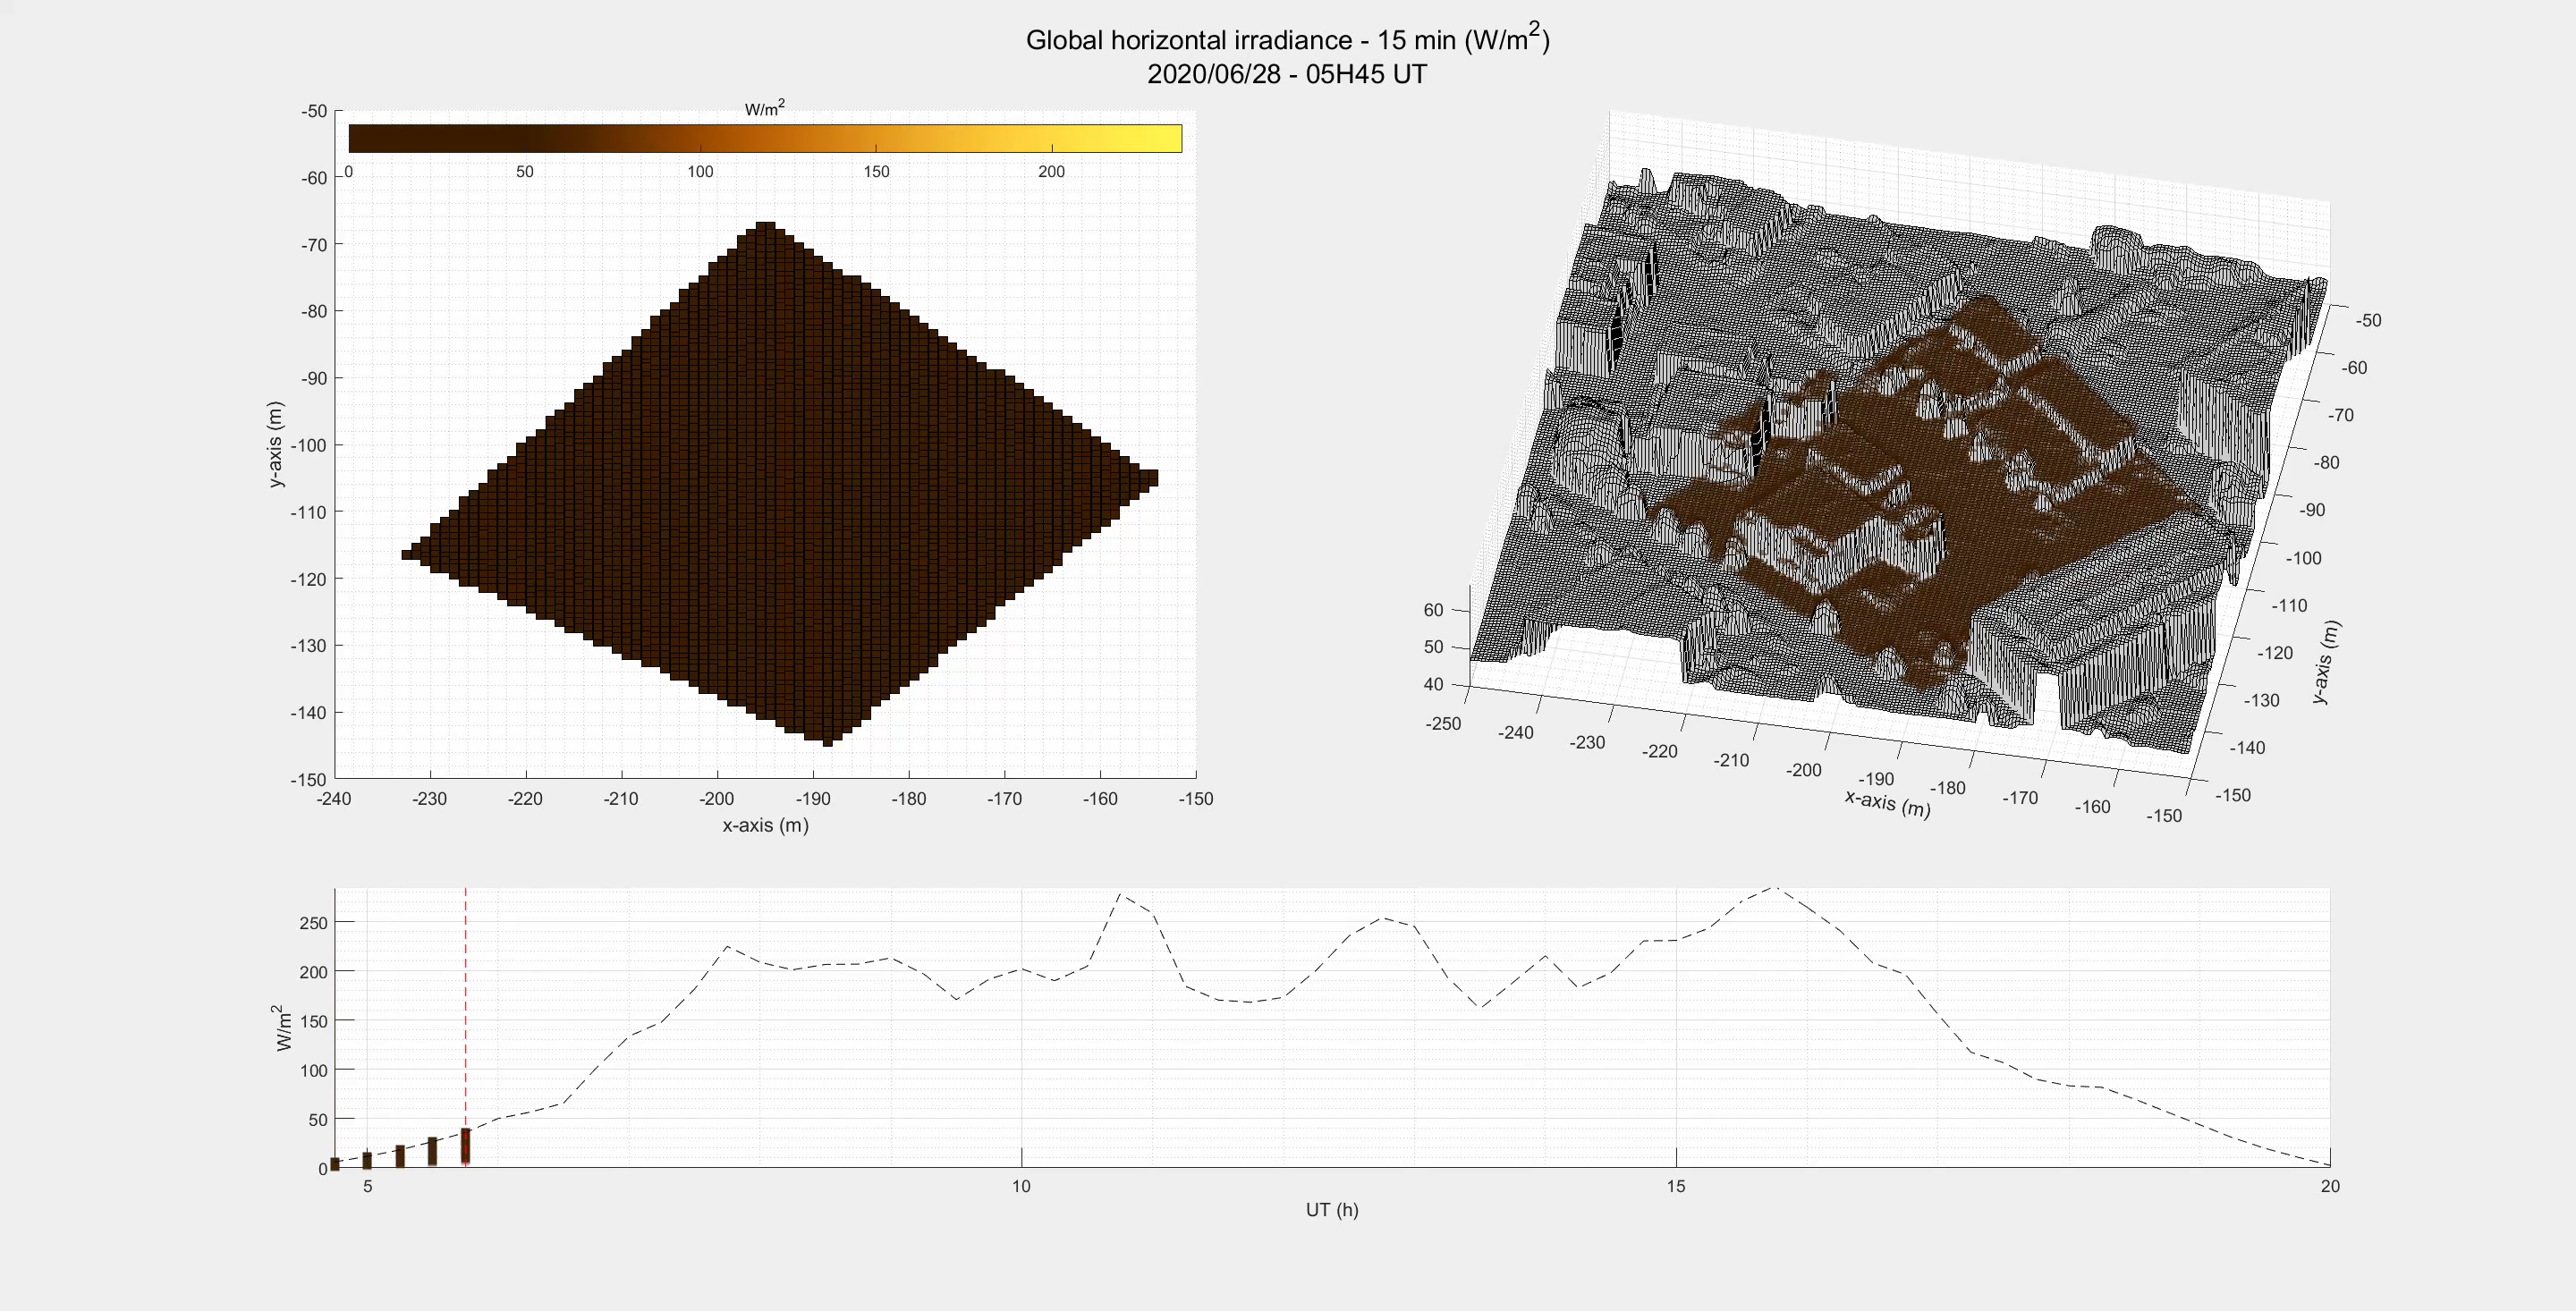 Global horizontal irradiance - 15 min (W/m²)
2020/06/28 - 05H45 UT
W/m²
0 50 100 150 200
-50
-60
-70
-80
-90
-100
-110
-120
-130
-140
-150
y-axis (m)
-240 -230 -220 -210 -200 -190 -180 -170 -160 -150
x-axis (m)
60
50
40
-250 -240 -230 -220 -210 -200 -190 -180 -170 -160 -150
x-axis (m)
-50
-60
-70
-80
-90
-100
-110
-120
-130
-140
-150
y-axis (m)
250
200
150
100
50
0
W/m²
5 10 15 20
UT (h)